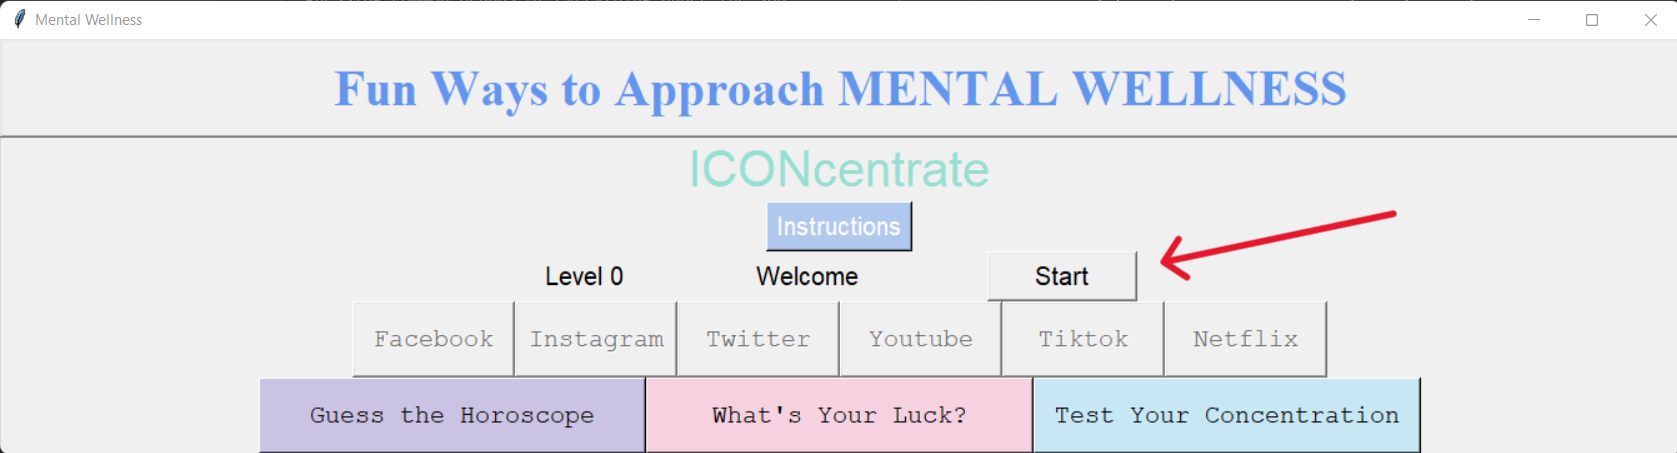 Mental Wellness
Fun Ways to Approach MENTAL WELLNESS
ICONcentrate
Instructions
Level 0 Welcome Start
Facebook Instagram Twitter Youtube Tiktok Netflix
Guess the Horoscope What's Your Luck? Test Your Concentration